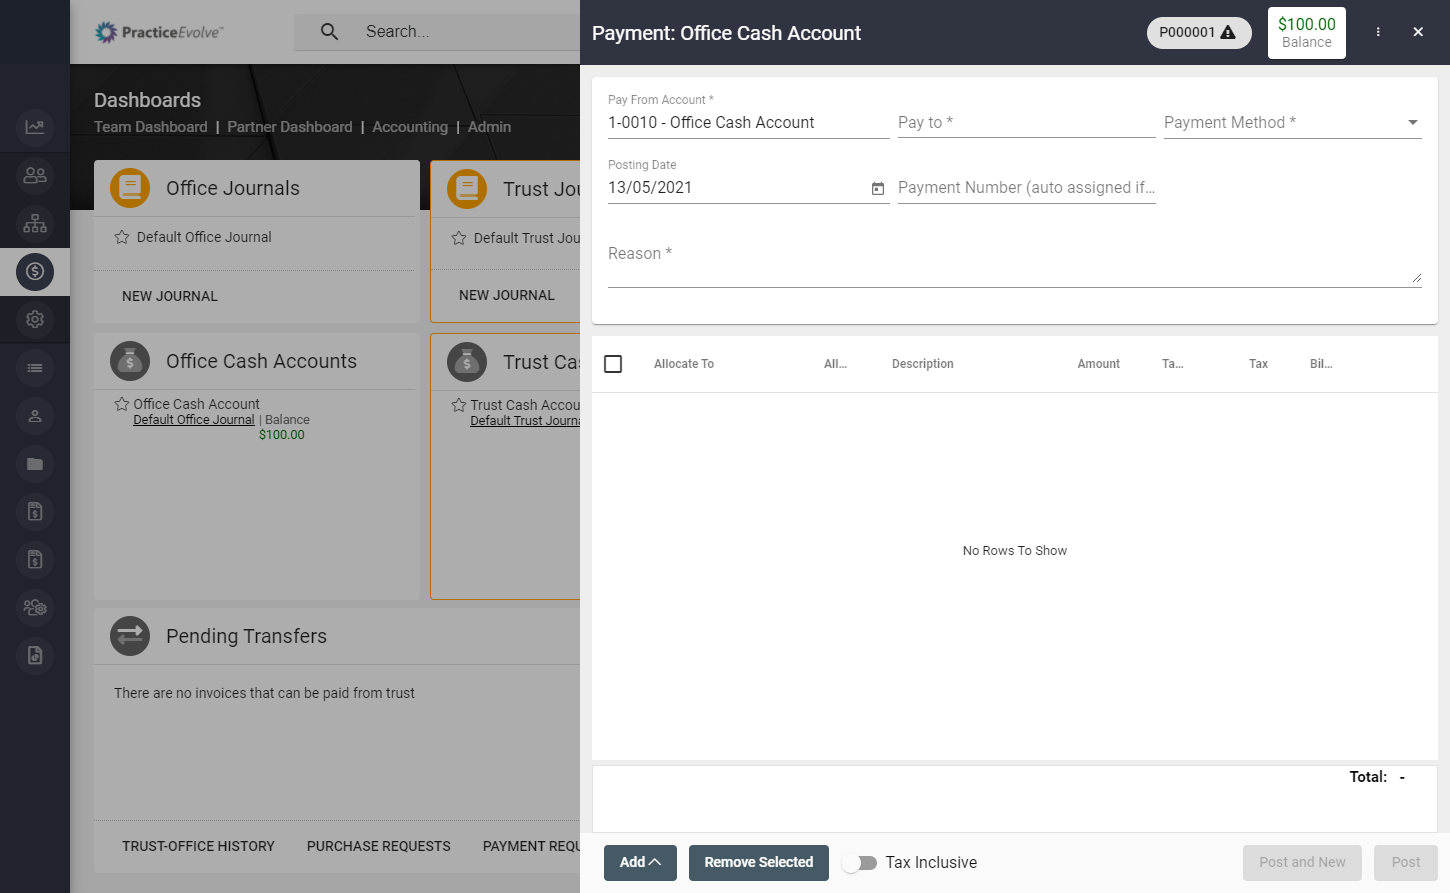 PracticeEvolve™
Search...
Dashboards
Team Dashboard | Partner Dashboard | Accounting | Admin
Office Journals
Default Office Journal
NEW JOURNAL
Trust Jou
Default Trust Jou
NEW JOURNAL
Office Cash Accounts
Office Cash Account
Default Office Journal | Balance
$100.00
Trust Cas
Trust Cash Accou
Default Trust Journa
Pending Transfers
There are no invoices that can be paid from trust
TRUST-OFFICE HISTORY PURCHASE REQUESTS PAYMENT REQU
Payment: Office Cash Account
P000001
$100.00
Balance
Pay From Account *
1-0010 - Office Cash Account
Pay to *
Payment Method *
Posting Date
13/05/2021
Payment Number (auto assigned if...
Reason *
Allocate To All... Description Amount Ta... Tax Bil...
No Rows To Show
Total: -
Add Remove Selected Tax Inclusive Post and New Post